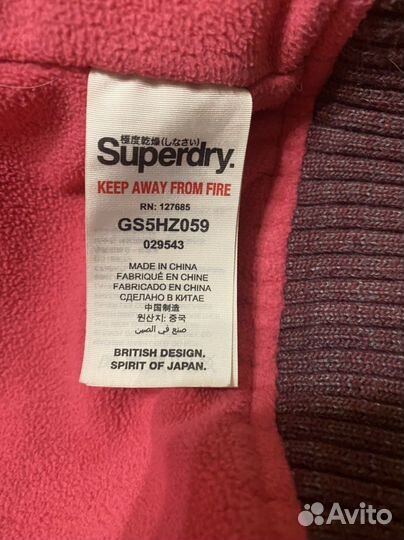 極度乾燥(しなさい)
Superdry.
KEEP AWAY FROM FIRE
RN: 127685
GS5HZ059
029543
MADE IN CHINA
FABRIQUÉ EN CHINE
FABRICADO EN CHINA
СДЕЛАНО В КИТАЕ
中国制造
원산지: 중국
صنع في الصين
BRITISH DESIGN.
SPIRIT OF JAPAN.
Avito